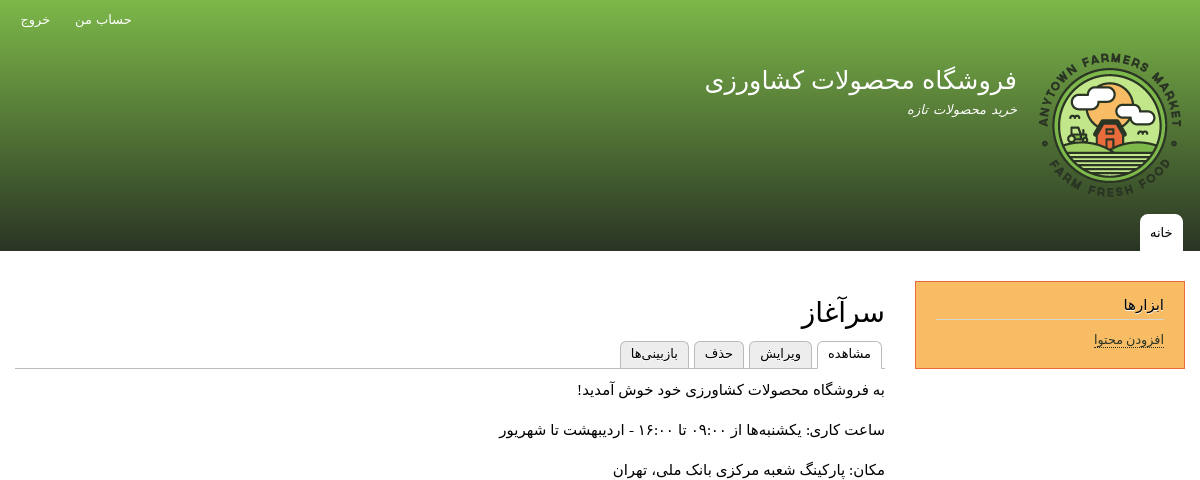 حساب من
خروج
ANYTOWN FARMERS MARKET
FARM FRESH FOOD
فروشگاه محصولات کشاورزی
خرید محصولات تازه
خانه
ابزارها
افزودن محتوا
سرآغاز
مشاهده
ویرایش
حذف
بازبینی‌ها
به فروشگاه محصولات کشاورزی خود خوش آمدید!
ساعت کاری: یکشنبه‌ها از ۰۹:۰۰ تا ۱۶:۰۰ - اردیبهشت تا شهریور
مکان: پارکینگ شعبه مرکزی بانک ملی، تهران